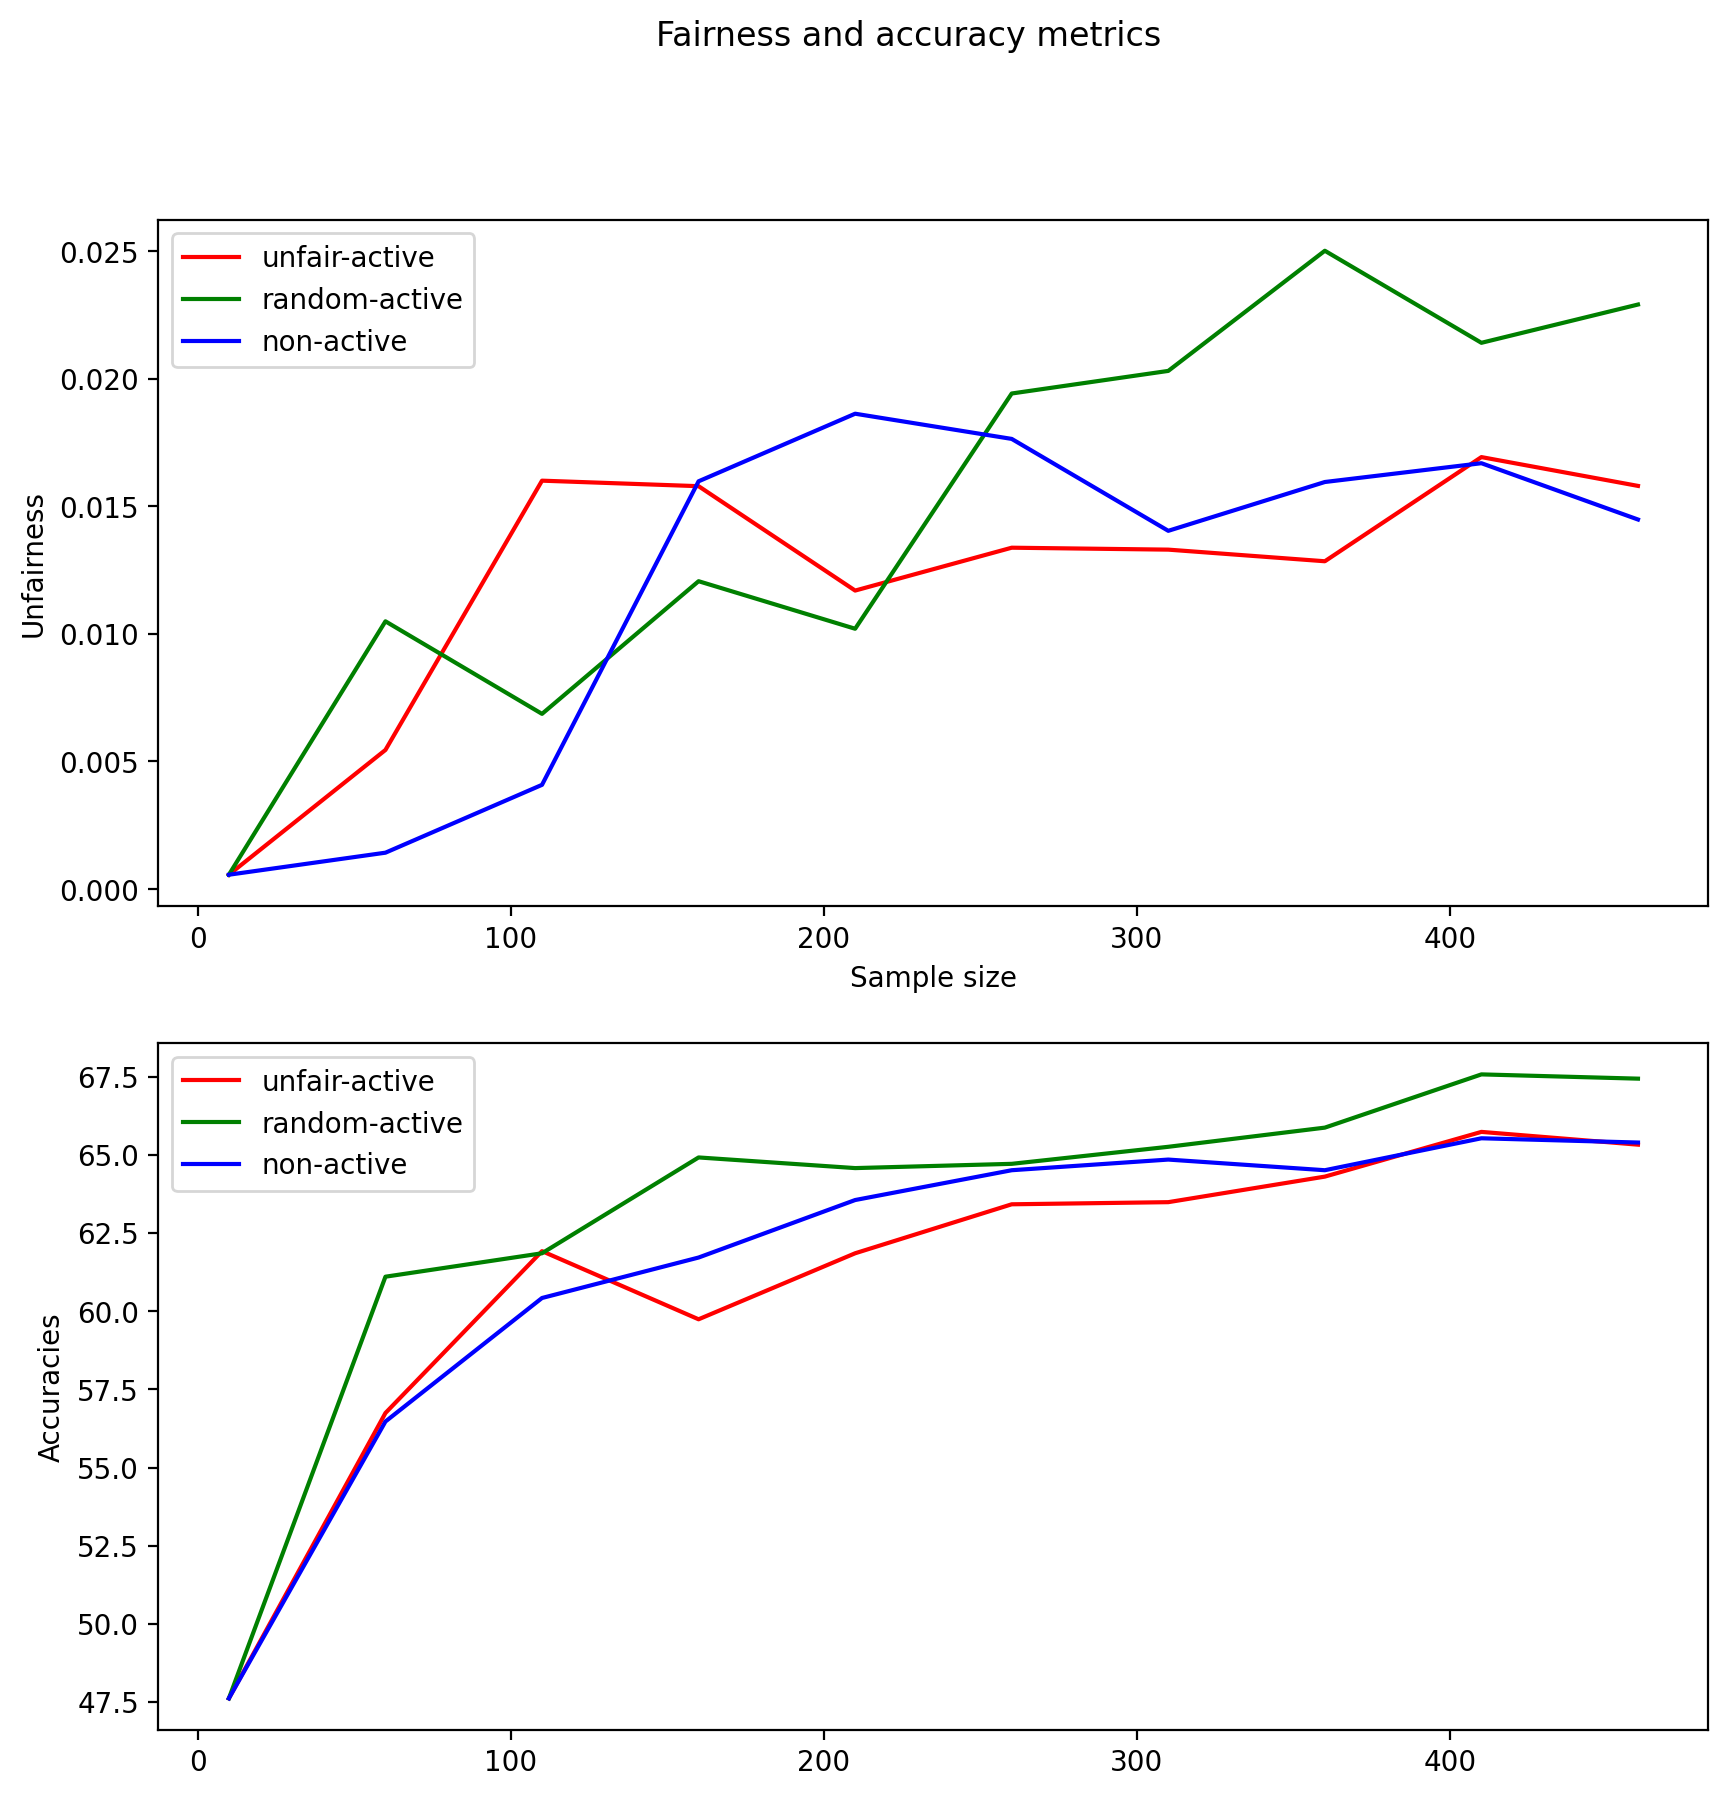 Fairness and accuracy metrics
unfair-active
random-active
non-active
0.025
0.020
0.015
0.010
0.005
0.000
Unfairness
0 100 200 300 400
Sample size
unfair-active
random-active
non-active
67.5
65.0
62.5
60.0
57.5
55.0
52.5
50.0
47.5
Accuracies
0 100 200 300 400